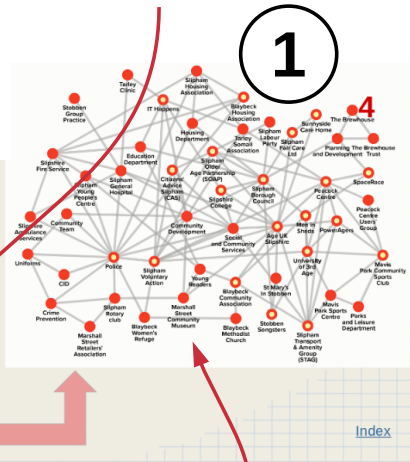 1
4
Tarley
Clinic
Slipham
Housing
Association
Stobben
Group
Practice
IT Happens
Blaybeck
Housing
Association
Sunnyside
Care Home
The Brewhouse
Housing
Department
Tarley
Somali
Association
Slipham
Labour
Party
Slipham
Fair Care
Ltd
Planning
and Development
The Brewhouse
Trust
Slipshire
Fire Service
Education
Department
Slipham
Older
Age Partnership
(SOAP)
Slipham
Young
People's
Centre
Slipham
General
Hospital
Citizens
Advice
Slipham
(CAS)
Slipshire
College
Slipham
Borough
Council
Peacock
Centre
SpaceRace
Slipshire
Ambulance
Services
Community
Team
Community
Development
Social
and Community
Services
Age UK
Slipshire
Men in
Sheds
PowerAgers
Peacock
Centre
Users'
Group
Uniforms
CID
Police
Slipham
Voluntary
Action
Young
Readers
University
of 3rd
Age
Mavis
Park Community
Sports
Club
Crime
Prevention
Slipham
Rotary
club
Marshall
Street
Community
Museum
Blaybeck
Community
Association
St Mary's
in Stobben
Marshall
Street
Retailers'
Association
Blaybeck
Women's
Refuge
Blaybeck
Methodist
Church
Stobben
Songsters
Slipham
Transport
& Amenity
Group
(STAG)
Mavis
Park Sports
Centre
Parks
and Leisure
Department
Index